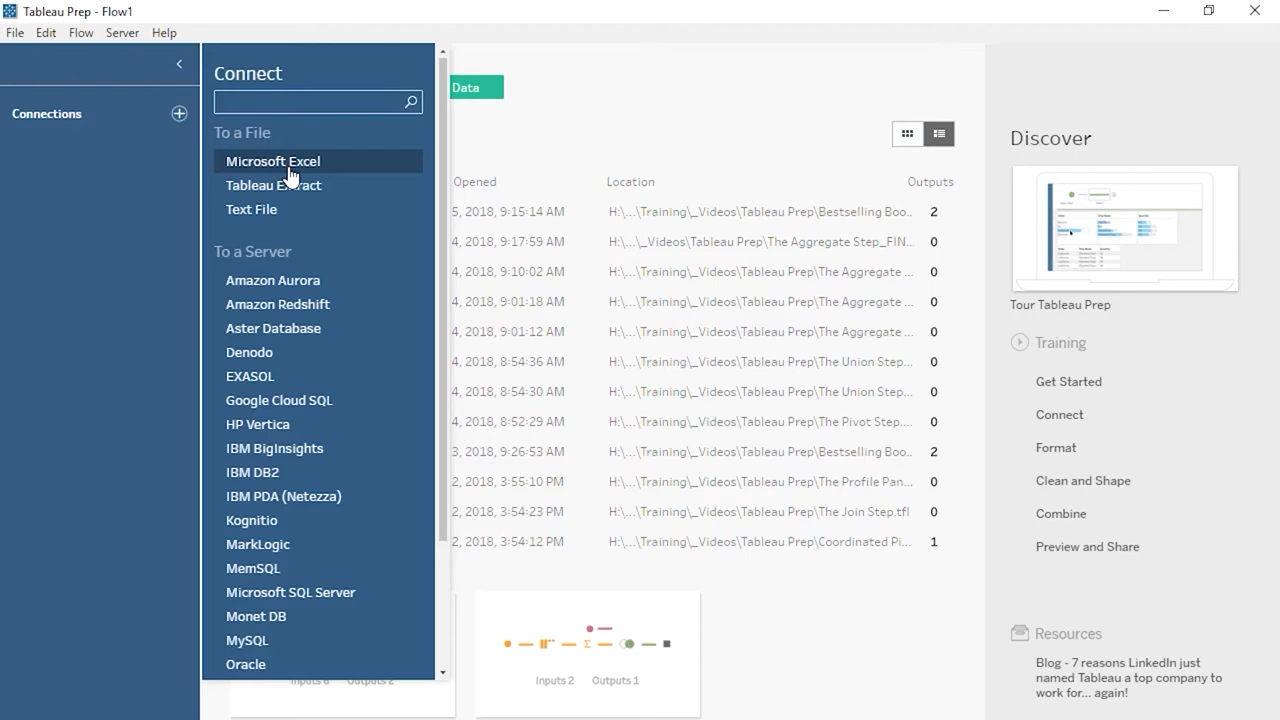 Tableau Prep - Flow1
File Edit Flow Server Help
Connections
Connect
To a File
Microsoft Excel
Tableau Extract
Text File
To a Server
Amazon Aurora
Amazon Redshift
Aster Database
Denodo
EXASOL
Google Cloud SQL
HP Vertica
IBM BigInsights
IBM DB2
IBM PDA (Netezza)
Kognitio
MarkLogic
MemSQL
Microsoft SQL Server
Monet DB
MySQL
Oracle
Data
Opened Location Outputs
5, 2018, 9:15:14 AM H:\...\Training\_Videos\Tableau Prep\Bestselling Boo... 2
4, 2018, 9:17:59 AM H:\...\_Videos\Tableau Prep\The Aggregate Step_FIN... 0
4, 2018, 9:10:02 AM H:\...\Training\_Videos\Tableau Prep\The Aggregate ... 0
4, 2018, 9:01:18 AM H:\...\Training\_Videos\Tableau Prep\The Aggregate ... 0
4, 2018, 9:01:12 AM H:\...\Training\_Videos\Tableau Prep\The Aggregate ... 0
4, 2018, 8:54:36 AM H:\...\Training\_Videos\Tableau Prep\The Union Step... 0
4, 2018, 8:54:30 AM H:\...\Training\_Videos\Tableau Prep\The Union Step... 0
4, 2018, 8:52:29 AM H:\...\Training\_Videos\Tableau Prep\The Pivot Step.... 0
3, 2018, 9:26:53 AM H:\...\Training\_Videos\Tableau Prep\Bestselling Boo... 2
2, 2018, 3:55:10 PM H:\...\Training\_Videos\Tableau Prep\The Profile Pan... 0
2, 2018, 3:54:23 PM H:\...\Training\_Videos\Tableau Prep\The Join Step.tfl 0
2, 2018, 3:54:12 PM H:\...\Training\_Videos\Tableau Prep\Coordinated Pi... 1
Inputs 6 Outputs 2
Inputs 2 Outputs 1
Discover
Tour Tableau Prep
Training
Get Started
Connect
Format
Clean and Shape
Combine
Preview and Share
Resources
Blog - 7 reasons LinkedIn just
named Tableau a top company to
work for... again!